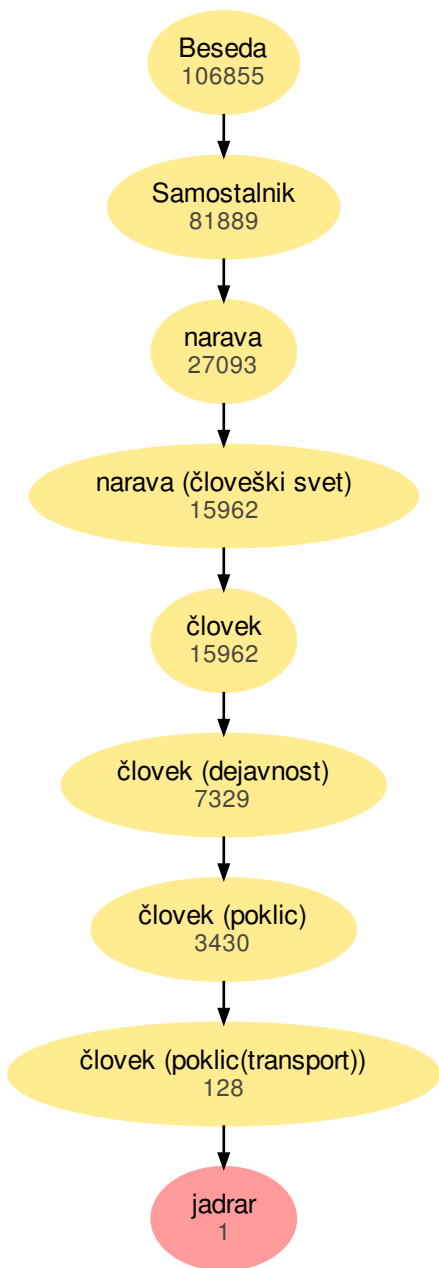 Beseda
106855
Samostalnik
81889
narava
27093
narava (človeški svet)
15962
človek
15962
človek (dejavnost)
7329
človek (poklic)
3430
človek (poklic(transport))
128
jadrar
1